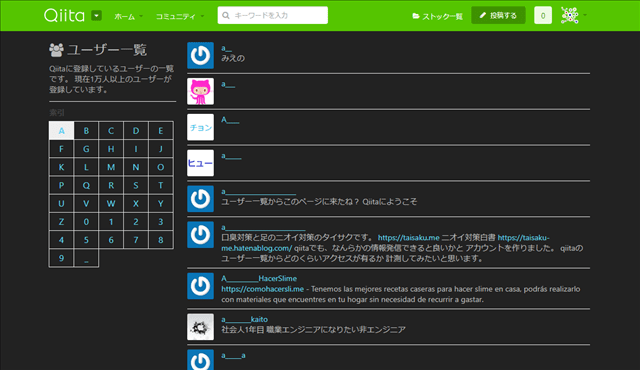 Qiita ホーム コミュニティ キーワードを入力 ストック一覧 投稿する 0
ユーザー一覧
Qiitaに登録しているユーザーの一覧
です。 現在1万人以上のユーザーが
登録しています。
索引
A B C D E
F G H I J
K L M N O
P Q R S T
U V W X Y
Z 0 1 2 3
4 5 6 7 8
9 _
a__
みえの
a___
チョン
A____
ヒュー
a_____
a____________________
ユーザー一覧からこのページに来たね？ Qiitaにようこそ
a_______________________
口臭対策と足のニオイ対策のタイサクです。 https://taisaku.me ニオイ対策白書 https://taisaku-
me.hatenablog.com/ qiitaでも、なんらかの情報発信できると良いかと アカウントを作りました。 qiitaの
ユーザー一覧からどのくらいアクセスが有るか 計測してみたいと思います。
A_________HacerSlime
https://comohacersli.me - Tenemos las mejores recetas caseras para hacer slime en casa, podrás realizarlo
con materiales que encuentres en tu hogar sin necesidad de recurrir a gastar.
a_______kaito
社会人1年目 職業エンジニアになりたい非エンジニア
a_____a